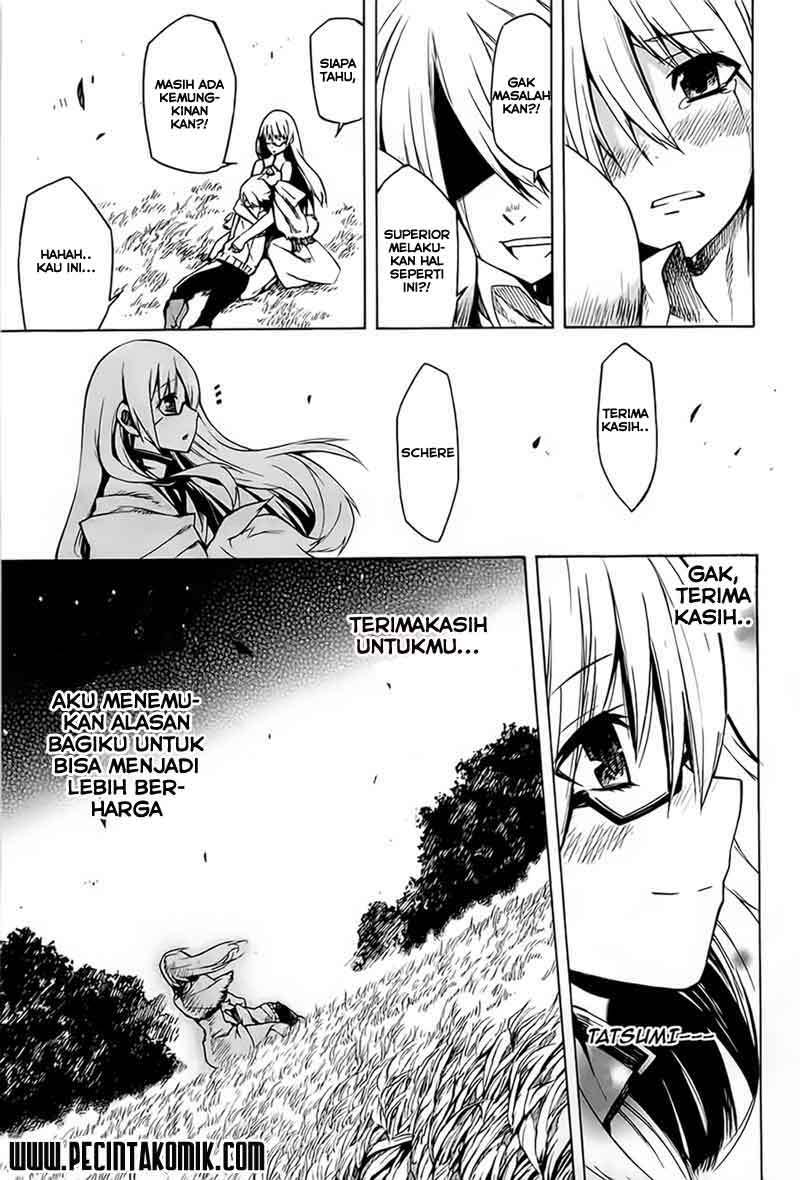 GAK
MASALAH
KAN?!
SUPERIOR
MELAKU-
KAN HAL
SEPERTI
INI?!
SIAPA
TAHU,
MASIH ADA
KEMUNG-
KINAN
KAN?!
HAHAH..
KAU INI...
TERIMA
KASIH..
SCHERE
GAK,
TERIMA
KASIH..
TATSUMI---
TERIMAKASIH
UNTUKMU...
AKU MENEMU-
KAN ALASAN
BAGIKU UNTUK
BISA MENJADI
LEBIH BER-
HARGA
WWW.PECINTAKOMIK.COM